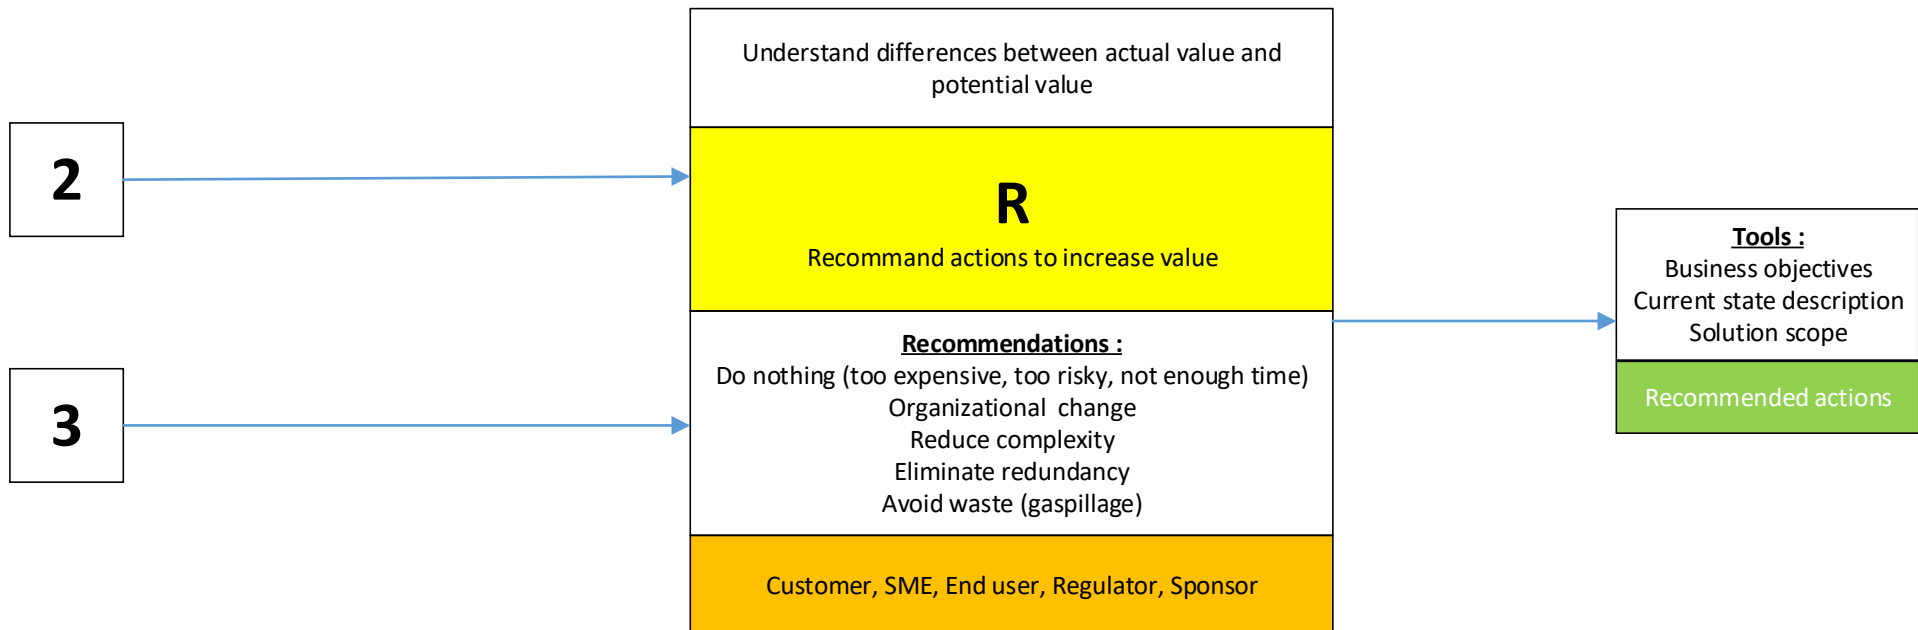 Understand differences between actual value and
potential value
2
R
Recommand actions to increase value
Recommendations :
Do nothing (too expensive, too risky, not enough time)
Organizational change
Reduce complexity
Eliminate redundancy
Avoid waste (gaspillage)
3
Customer, SME, End user, Regulator, Sponsor
Tools :
Business objectives
Current state description
Solution scope
Recommended actions